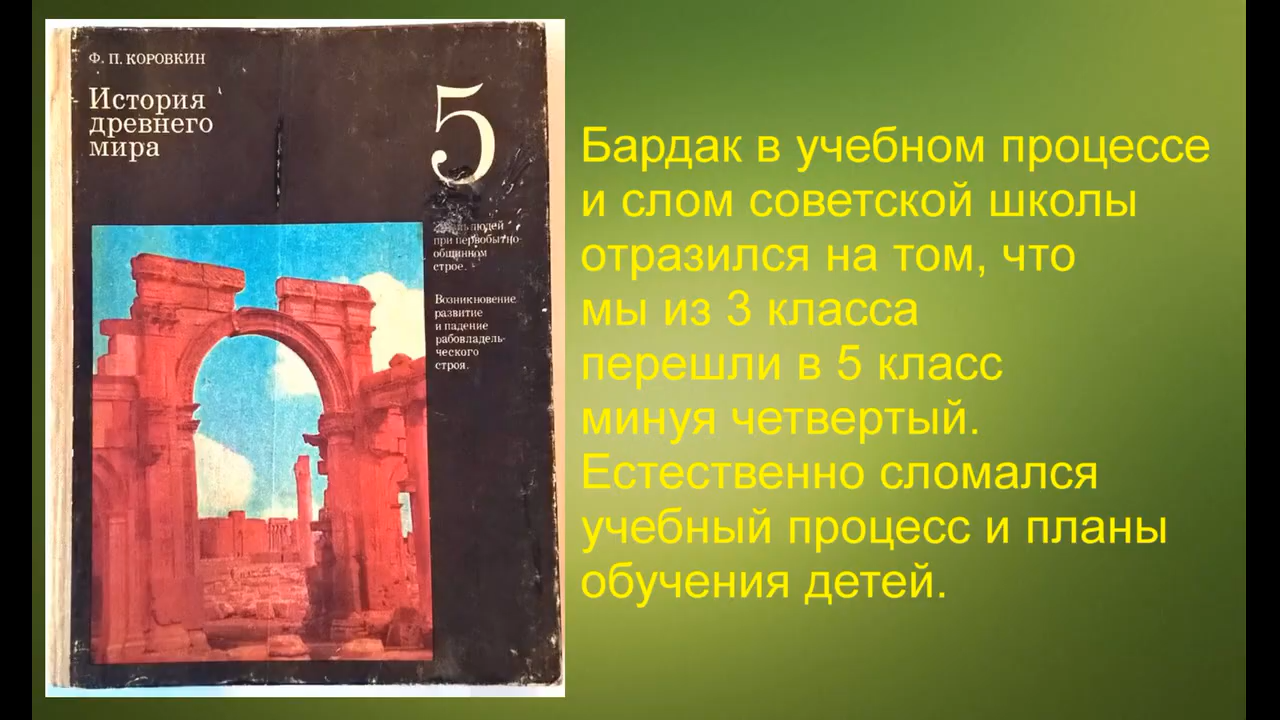 Ф. П. КОРОВКИН
История
древнего
мира
5
людей
при первобытно-
общинном
строе.
Возникновение
развитие
и падение
рабовладель-
ческого
строя.
Бардак в учебном процессе
и слом советской школы
отразился на том, что
мы из 3 класса
перешли в 5 класс
минуя четвертый.
Естественно сломался
учебный процесс и планы
обучения детей.